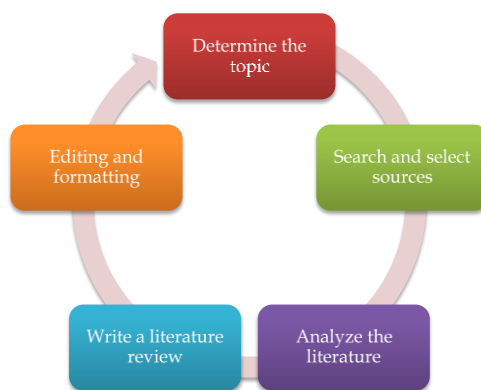 Determine the
topic
Search and select
sources
Analyze the
literature
Write a literature
review
Editing and
formatting